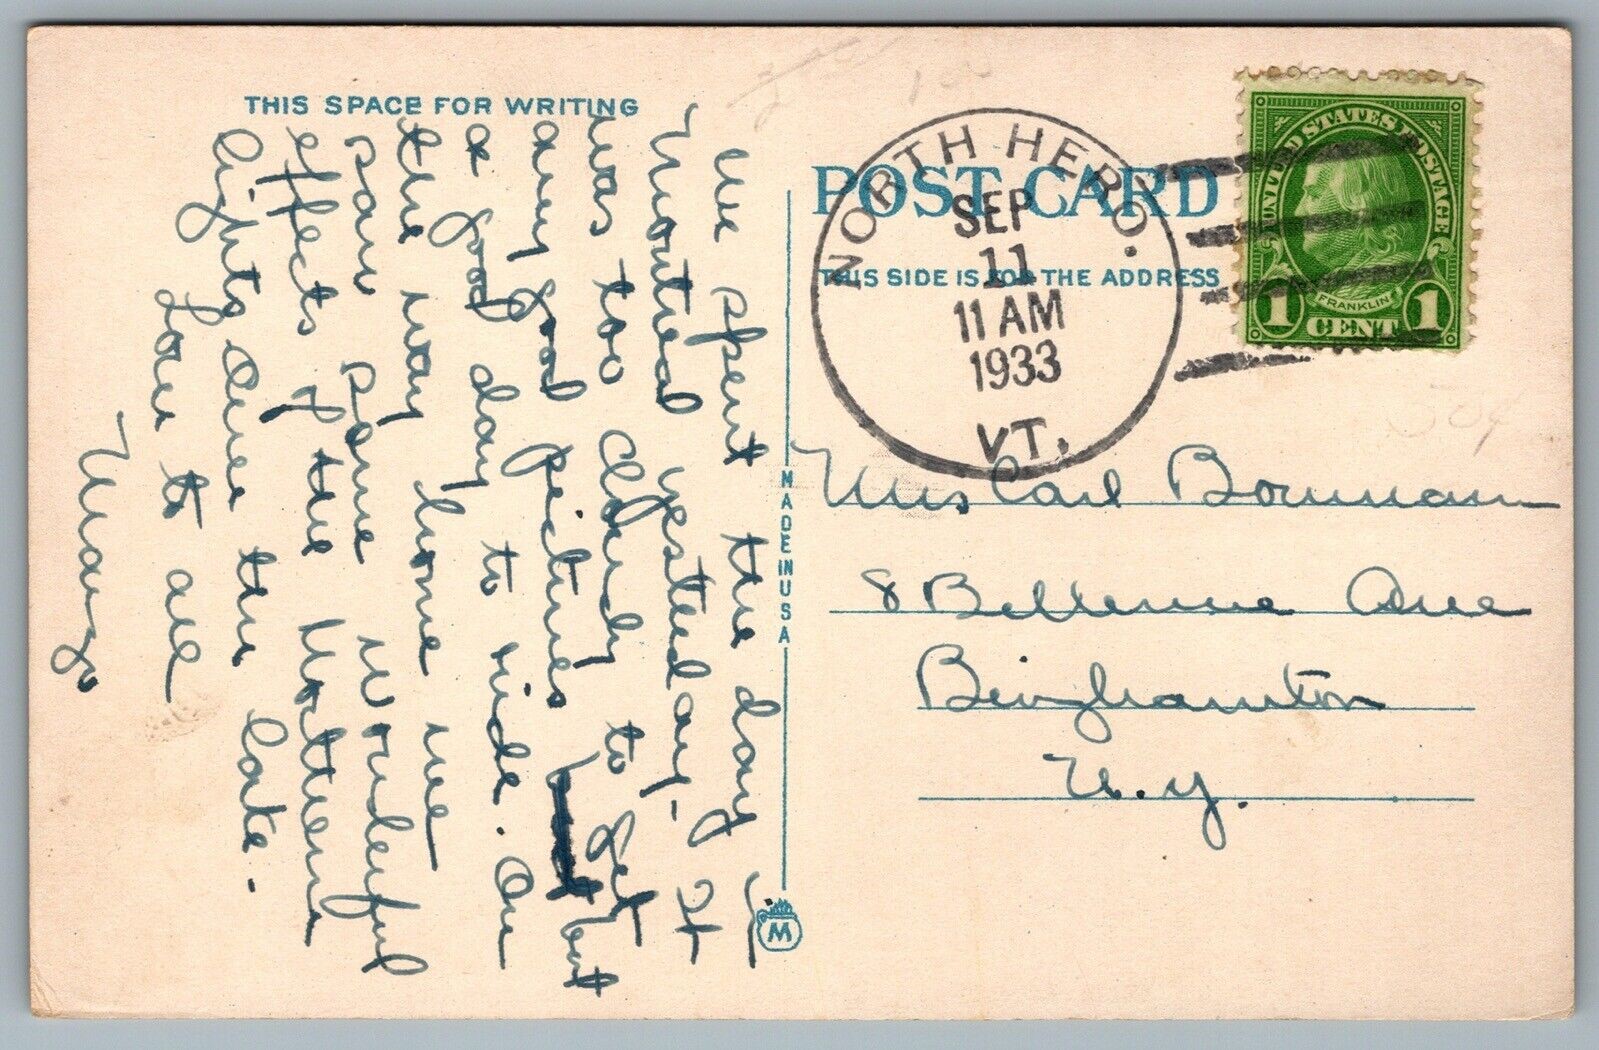 THIS SPACE FOR WRITING
We spent the day in
Montreal yesterday. It
was too cloudy to get
any good pictures but
a good day to ride. On
the way home we
saw some wonderful
effects of the Northern
lights over the lake.
Love to all
Marge
MADE IN USA
M
POST CARD
THIS SIDE IS FOR THE ADDRESS
NORTH HERO.
SEP
11
11 AM
1933
VT.
UNITED STATES POSTAGE
FRANKLIN
1 CENT 1
Mrs Carl Bowman
8 Bellevue Ave
Binghamton
N.Y.